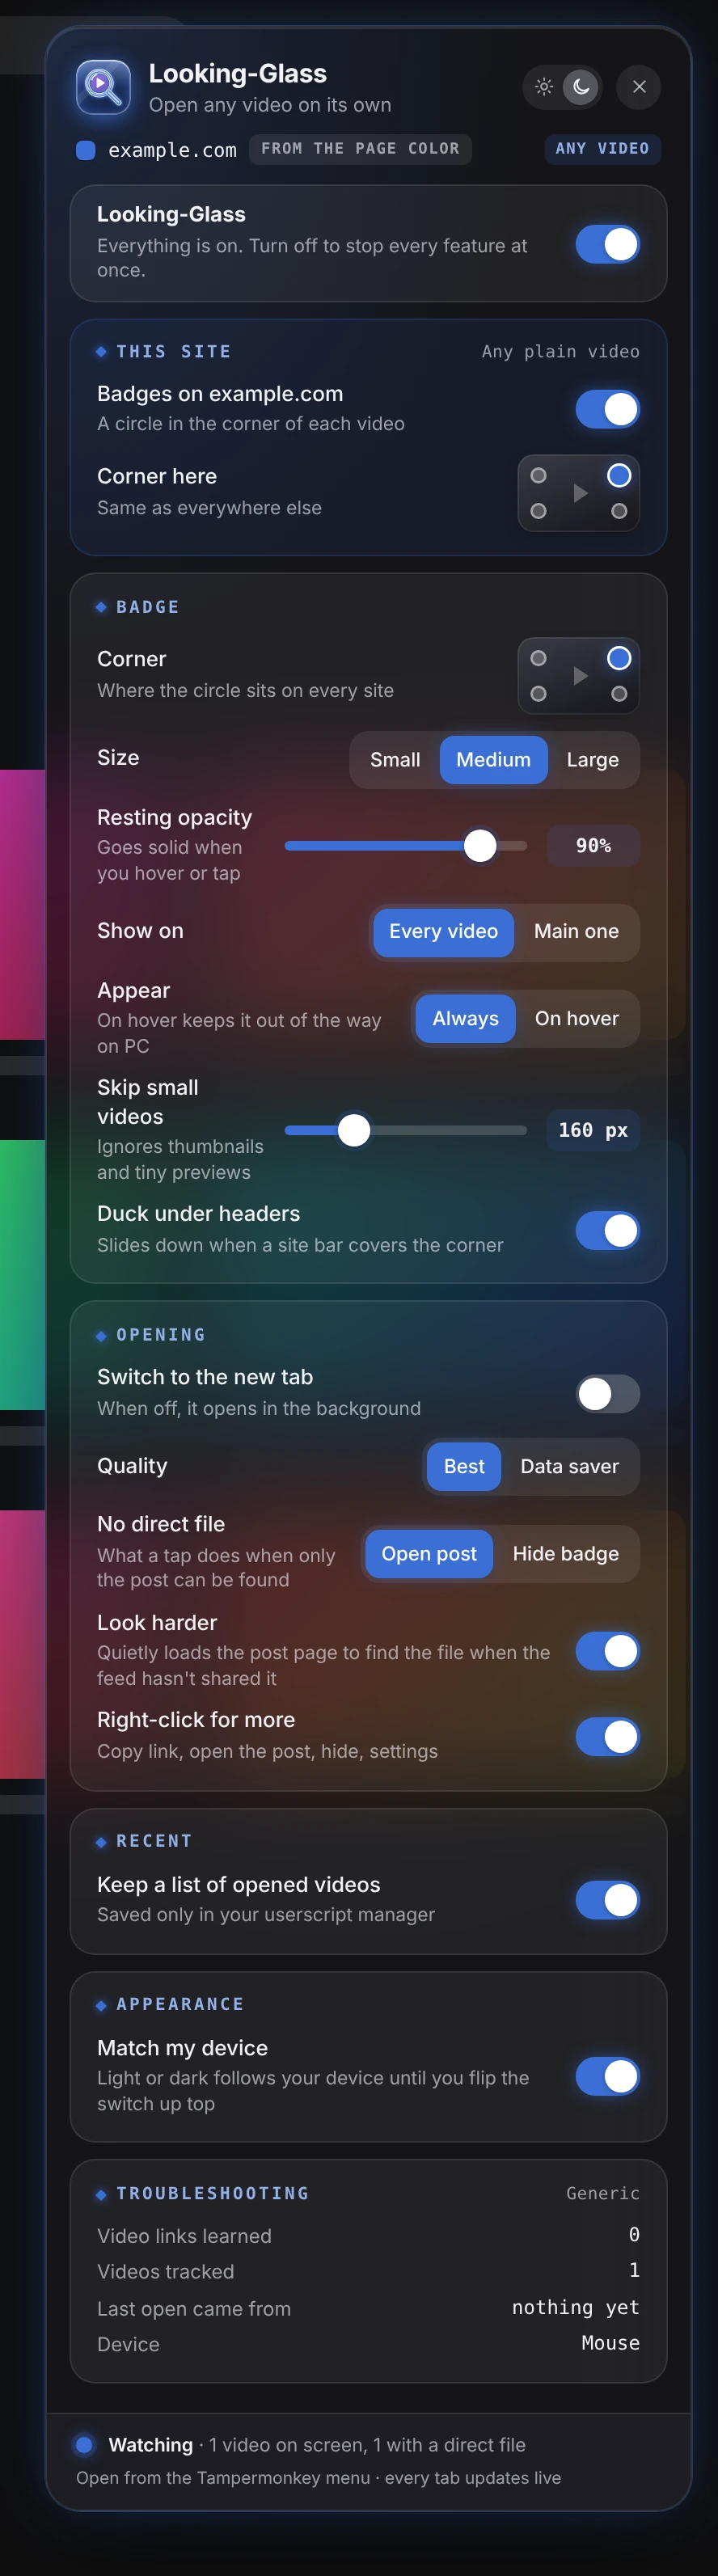 Looking-Glass
Open any video on its own
example.com FROM THE PAGE COLOR ANY VIDEO
Looking-Glass
Everything is on. Turn off to stop every feature at
once.
THIS SITE Any plain video
Badges on example.com
A circle in the corner of each video
Corner here
Same as everywhere else
BADGE
Corner
Where the circle sits on every site
Size Small Medium Large
Resting opacity
Goes solid when
you hover or tap
90%
Show on Every video Main one
Appear
On hover keeps it out of the way
on PC
Always On hover
Skip small
videos
Ignores thumbnails
and tiny previews
160 px
Duck under headers
Slides down when a site bar covers the corner
OPENING
Switch to the new tab
When off, it opens in the background
Quality Best Data saver
No direct file
What a tap does when only
the post can be found
Open post Hide badge
Look harder
Quietly loads the post page to find the file when the
feed hasn't shared it
Right-click for more
Copy link, open the post, hide, settings
RECENT
Keep a list of opened videos
Saved only in your userscript manager
APPEARANCE
Match my device
Light or dark follows your device until you flip the
switch up top
TROUBLESHOOTING Generic
Video links learned 0
Videos tracked 1
Last open came from nothing yet
Device Mouse
Watching · 1 video on screen, 1 with a direct file
Open from the Tampermonkey menu · every tab updates live